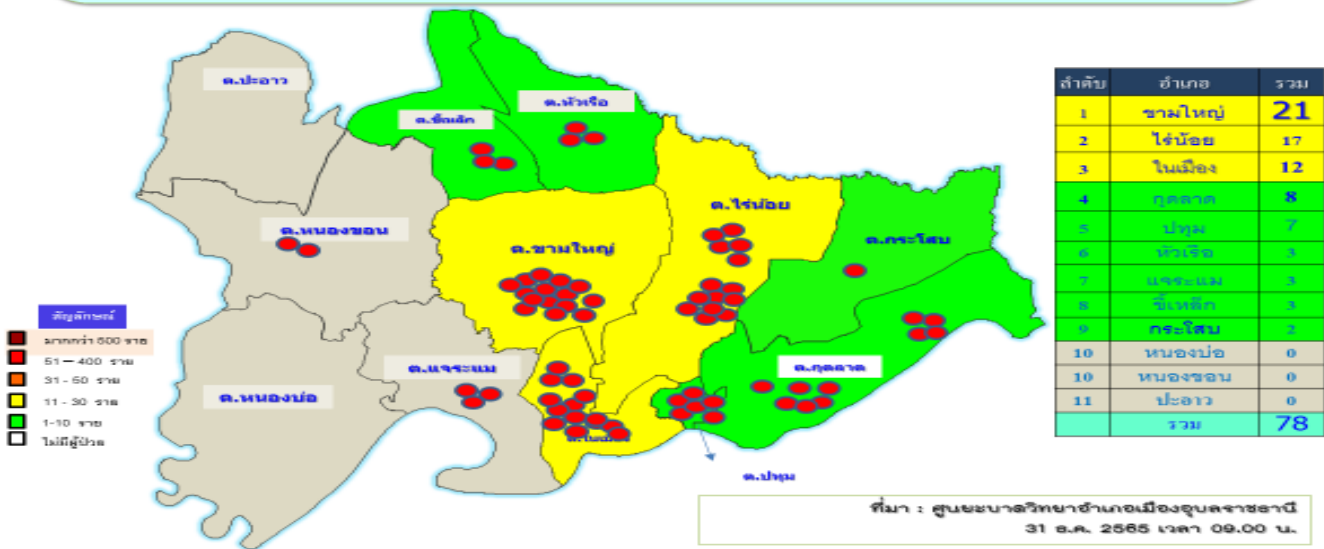 ต.ปะอาว
ต.หัวเรือ
ต.ขี้เหล็ก
ต.ไร่น้อย
ต.หนองขอน
ต.ขามใหญ่
ต.กระโสบ
ต.แจระแม
ต.กุดลาด
ต.หนองบ่อ
ต.ในเมือง
ต.ปทุม
สัญลักษณ์
มากกว่า 500 ราย
51 – 400 ราย
31 - 50 ราย
11 - 30 ราย
1-10 ราย
ไม่มีผู้ป่วย
ลำดับ อำเภอ รวม
1 ขามใหญ่ 21
2 ไร่น้อย 17
3 ในเมือง 12
4 กุดลาด 8
5 ปทุม 7
6 หัวเรือ 3
7 แจระแม 3
8 ขี้เหล็ก 3
9 กระโสบ 2
10 หนองบ่อ 0
10 หนองขอน 0
11 ปะอาว 0
รวม 78
ที่มา : ศูนย์ระบาดวิทยาอำเภอเมืองอุบลราชธานี
31 ธ.ค. 2565 เวลา 09.00 น.